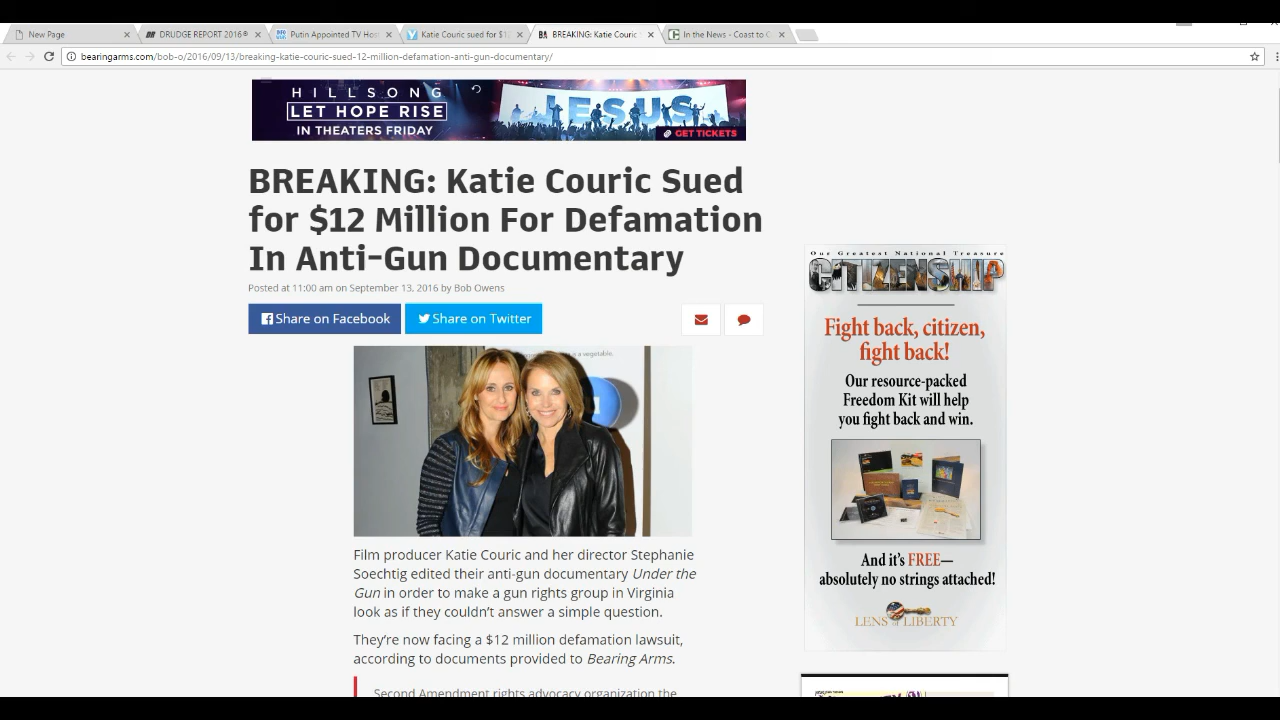 New Page
DRUDGE REPORT 2016®
Putin Appointed TV Hos
Katie Couric sued for $1
BREAKING: Katie Couric
In the News - Coast to C
bearingarms.com/bob-o/2016/09/13/breaking-katie-couric-sued-12-million-defamation-anti-gun-documentary/
HILLSONG
LET HOPE RISE
IN THEATERS FRIDAY
JESUS
GET TICKETS
BREAKING: Katie Couric Sued
for $12 Million For Defamation
In Anti-Gun Documentary
Posted at 11:00 am on September 13, 2016 by Bob Owens
Share on Facebook
Share on Twitter
is a vegetable.
Film producer Katie Couric and her director Stephanie
Soechtig edited their anti-gun documentary Under the
Gun in order to make a gun rights group in Virginia
look as if they couldn't answer a simple question.
They're now facing a $12 million defamation lawsuit,
according to documents provided to Bearing Arms.
Second Amendment rights advocacy organization the
Our Greatest National Treasure
CITIZENSHIP
Fight back, citizen,
fight back!
Our resource-packed
Freedom Kit will help
you fight back and win.
And it's FREE—
absolutely no strings attached!
LENS of LIBERTY